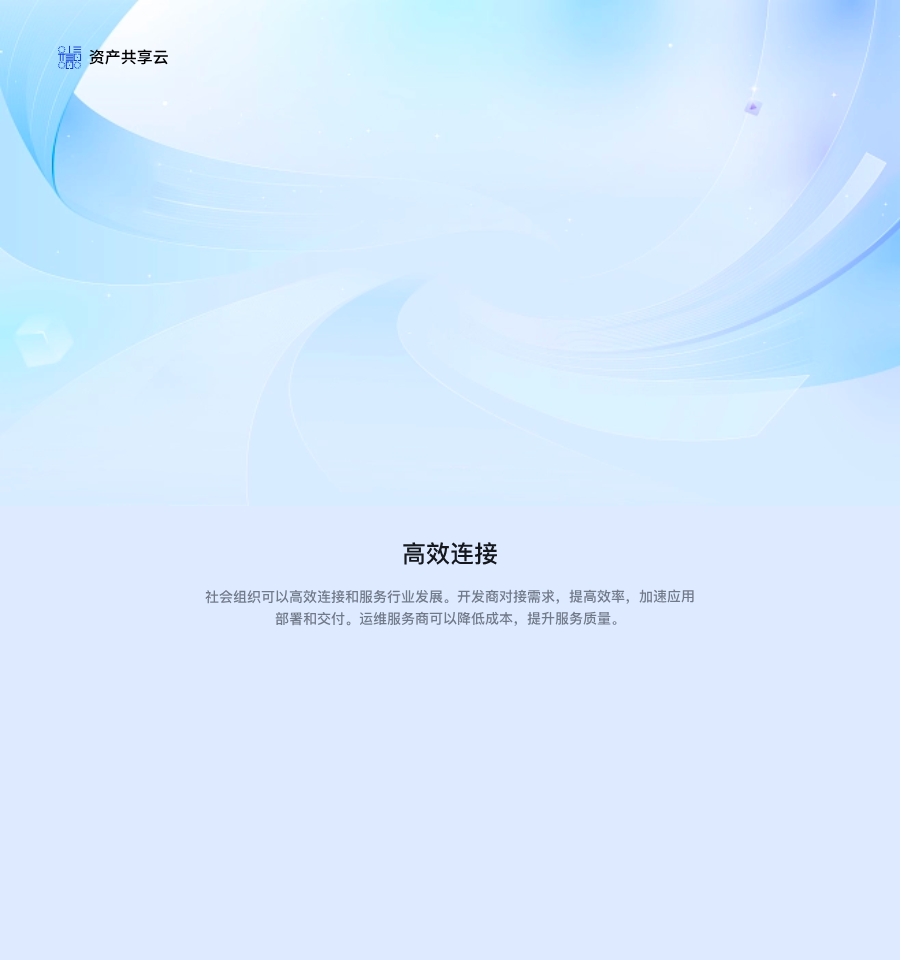 资产共享云
高效连接
社会组织可以高效连接和服务行业发展。开发商对接需求，提高效率，加速应用
部署和交付。运维服务商可以降低成本，提升服务质量。